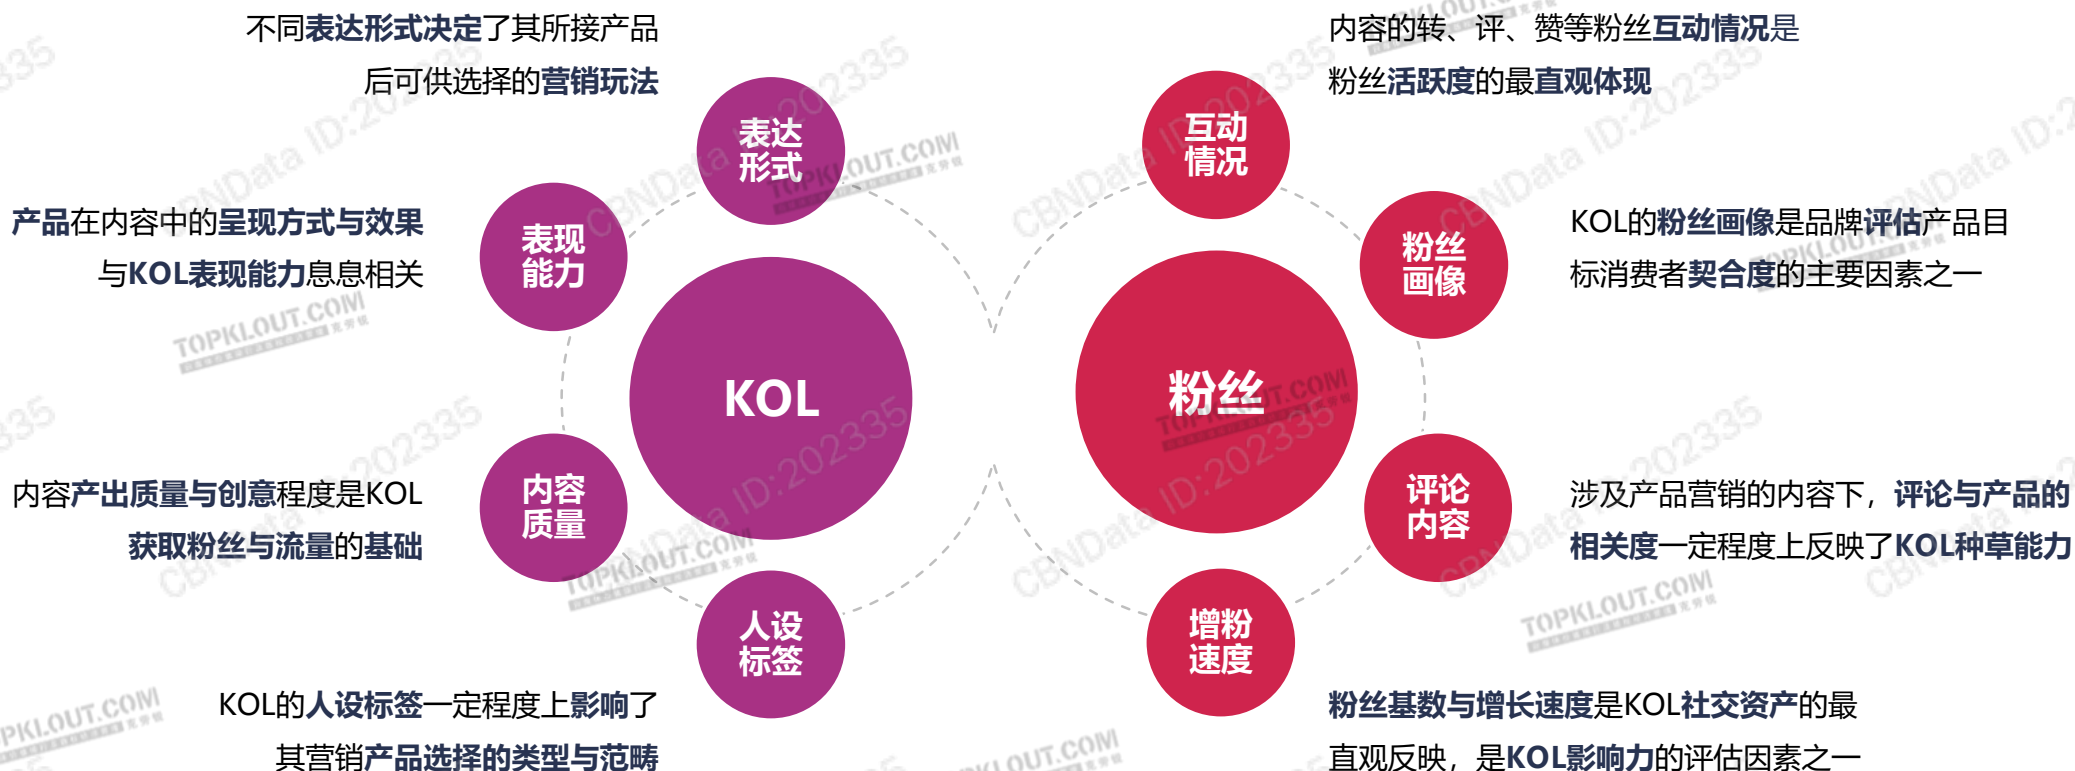 不同表达形式决定了其所接产品
后可供选择的营销玩法
表达
形式
产品在内容中的呈现方式与效果
与KOL表现能力息息相关
表现
能力
KOL
内容产出质量与创意程度是KOL
获取粉丝与流量的基础
内容
质量
人设
标签
KOL的人设标签一定程度上影响了
其营销产品选择的类型与范畴
内容的转、评、赞等粉丝互动情况是
粉丝活跃度的最直观体现
互动
情况
粉丝
画像
KOL的粉丝画像是品牌评估产品目
标消费者契合度的主要因素之一
粉丝
评论
内容
涉及产品营销的内容下，评论与产品的
相关度一定程度上反映了KOL种草能力
增粉
速度
粉丝基数与增长速度是KOL社交资产的最
直观反映，是KOL影响力的评估因素之一
CBNData ID:202335
TOPKLOUT.COM
克劳锐